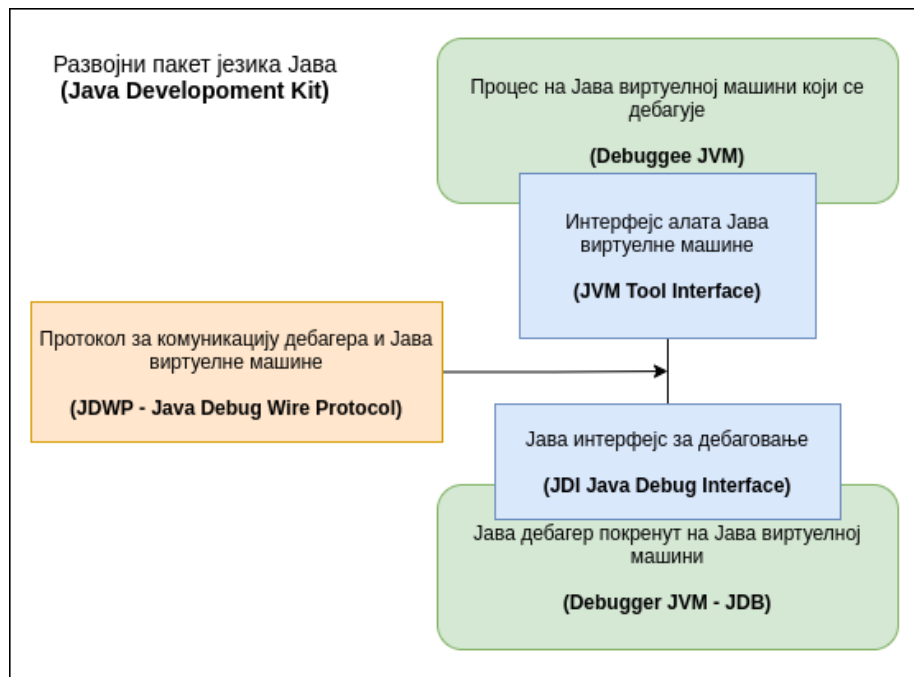 Развојни пакет језика Јава
(Java Developoment Kit)
Процес на Јава виртуелној машини који се
дебагује
(Debuggee JVM)
Интерфејс алата Јава
виртуелне машине
(JVM Tool Interface)
Протокол за комуникацију дебагера и Јава
виртуелне машине
(JDWP - Java Debug Wire Protocol)
Јава интерфејс за дебаговање
(JDI Java Debug Interface)
Јава дебагер покренут на Јава виртуелној
машини
(Debugger JVM - JDB)